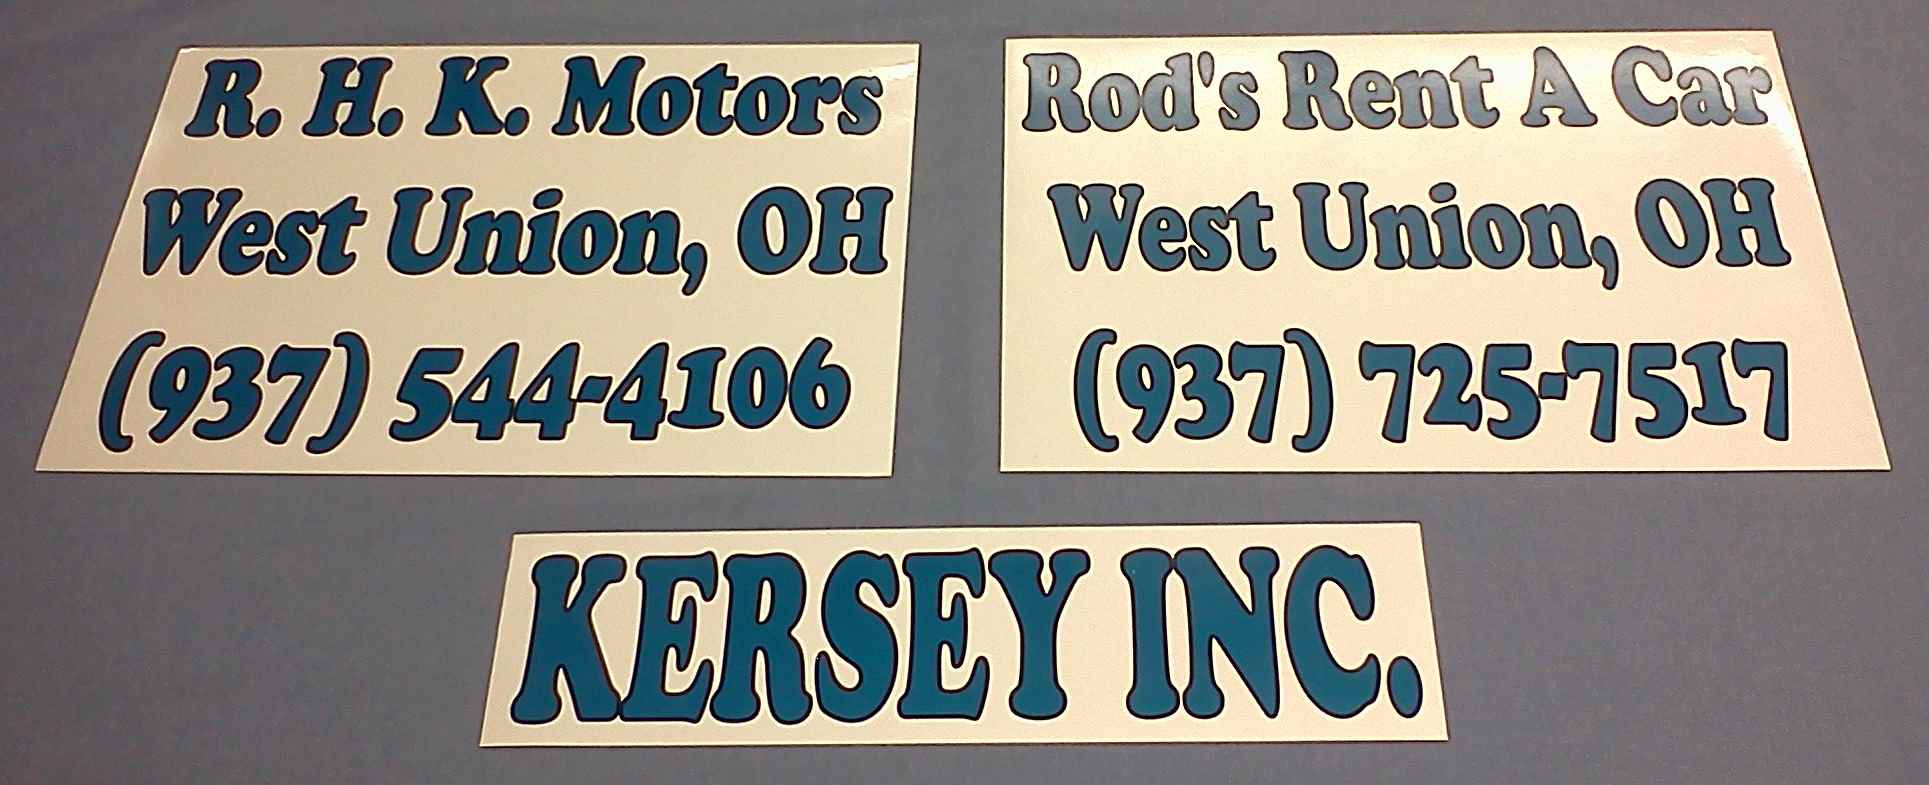 R. H. K. Motors
West Union, OH
(937) 544-4106
Rod's Rent A Car
West Union, OH
(937) 725-7517
KERSEY INC.